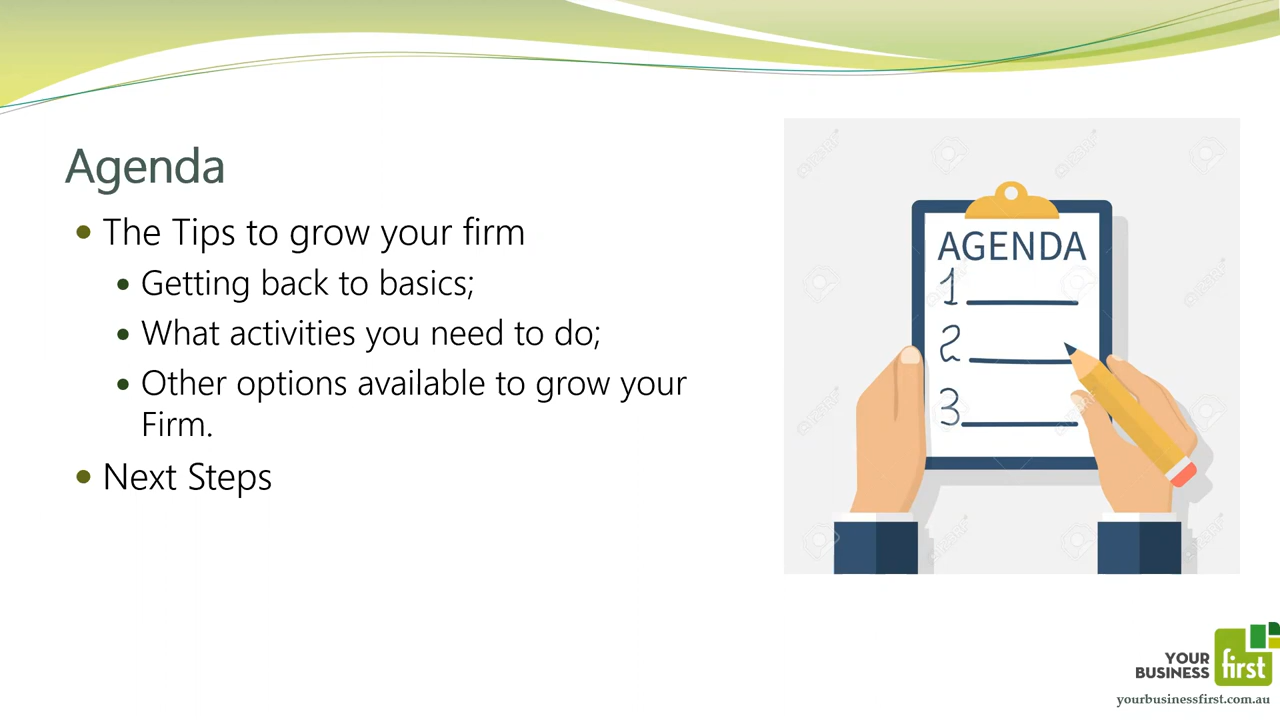 Agenda
The Tips to grow your firm
Getting back to basics;
What activities you need to do;
Other options available to grow your
Firm.
Next Steps
AGENDA
1
2
3
YOUR
BUSINESS first
yourbusinessfirst.com.au